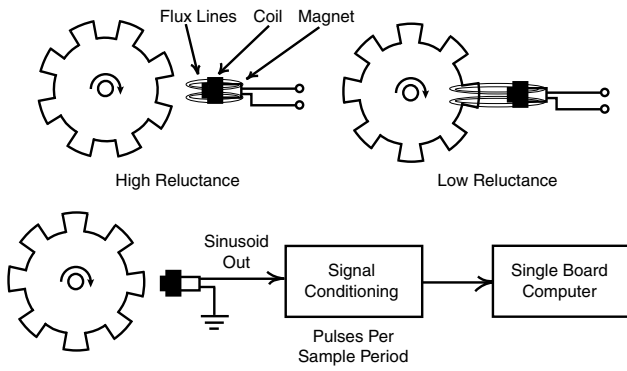 Flux Lines Coil Magnet
High Reluctance
Low Reluctance
Sinusoid
Out
Signal
Conditioning
Single Board
Computer
Pulses Per
Sample Period